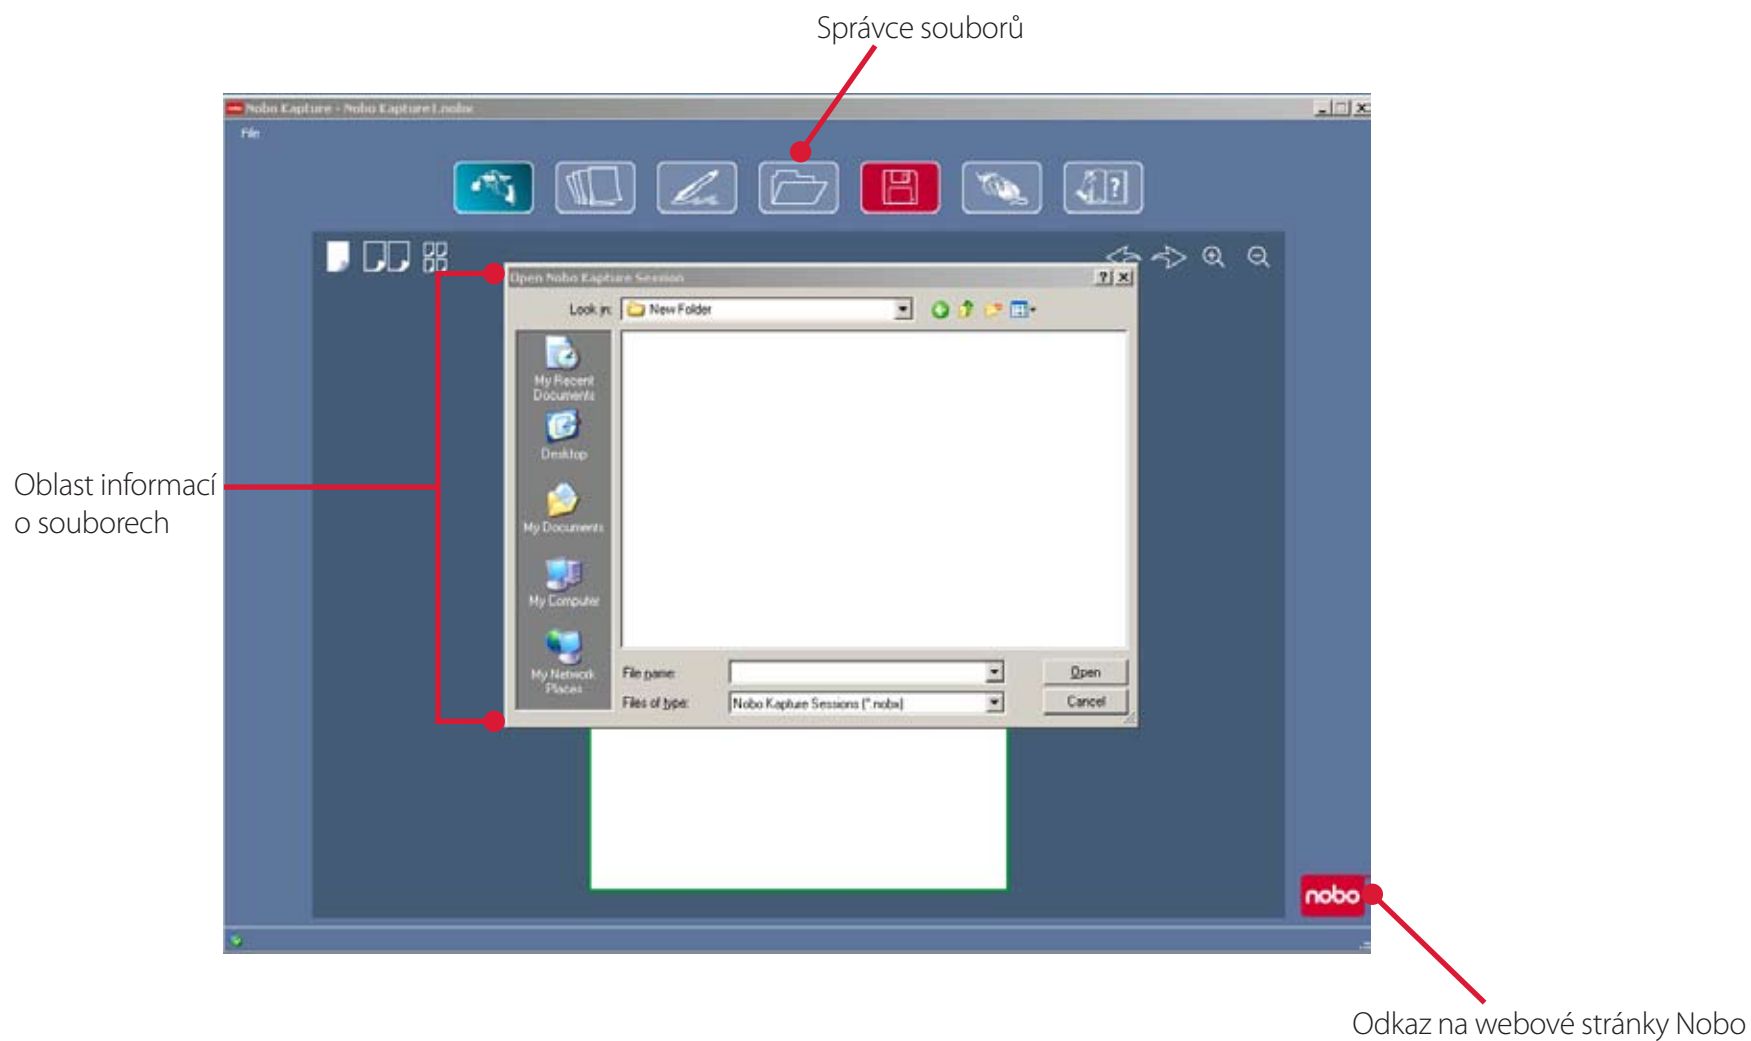 Správce souborů
Nobo Kapture - Nobo Kapture1.nobx
File
?
Open Nobo Kapture Session
Look in:
New Folder
My Recent
Documents
Desktop
My Documents
My Computer
My Network
Places
File name:
Open
Files of type:
Nobo Kapture Sessions (*.nobx)
Cancel
Oblast informací
o souborech
nobo
Odkaz na webové stránky Nobo